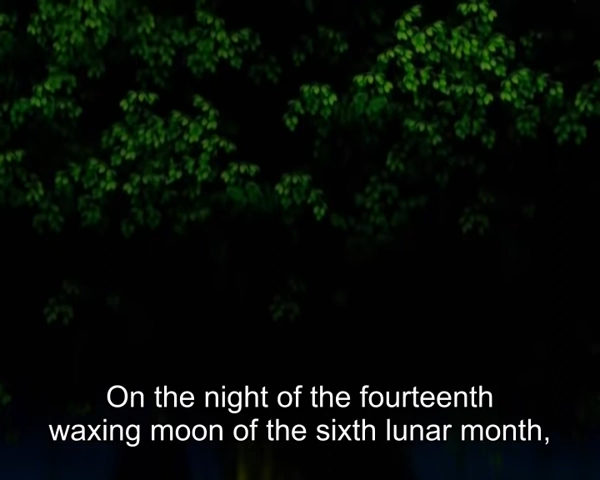 On the night of the fourteenth
waxing moon of the sixth lunar month,